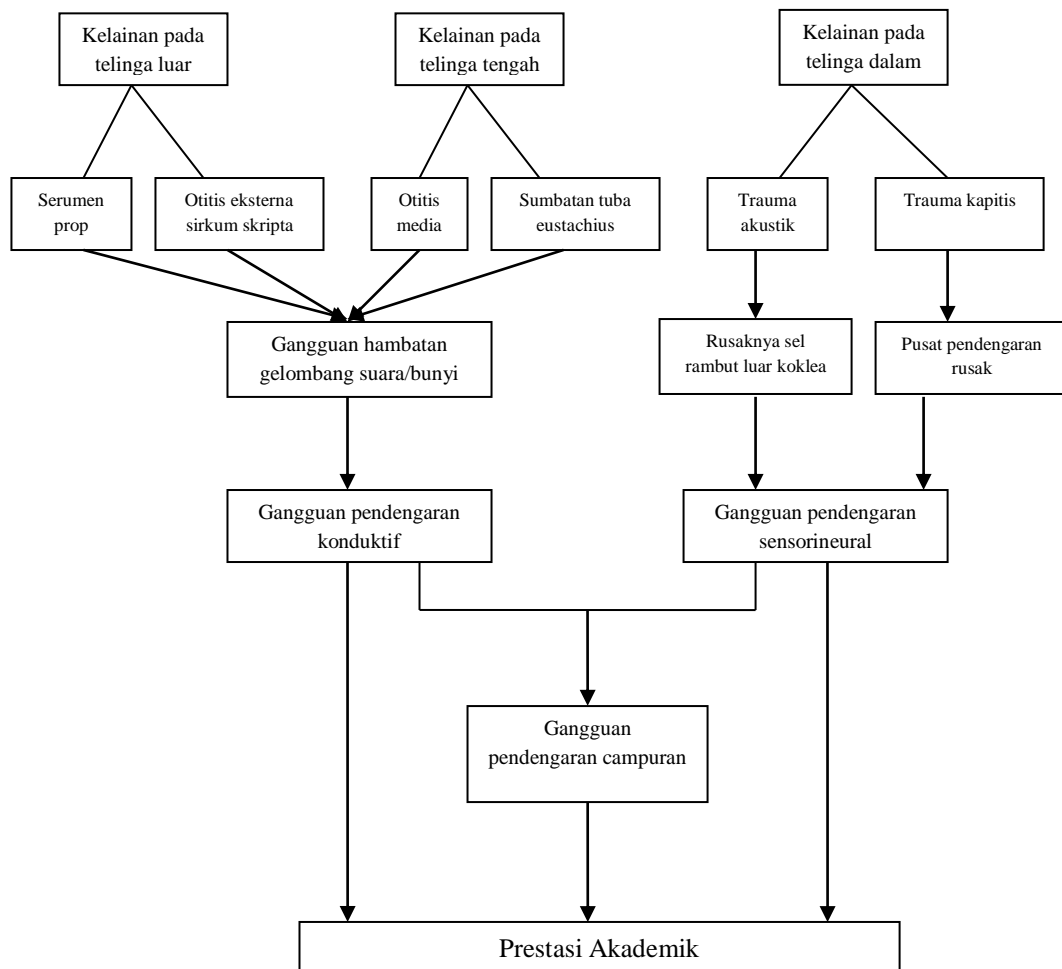 Kelainan pada
telinga luar
Kelainan pada
telinga tengah
Kelainan pada
telinga dalam
Serumen
prop
Otitis eksterna
sirkum skripta
Otitis
media
Sumbatan tuba
eustachius
Trauma
akustik
Trauma kapitis
Gangguan hambatan
gelombang suara/bunyi
Rusaknya sel
rambut luar koklea
Pusat pendengaran
rusak
Gangguan pendengaran
konduktif
Gangguan pendengaran
sensorineural
Gangguan
pendengaran campuran
Prestasi Akademik